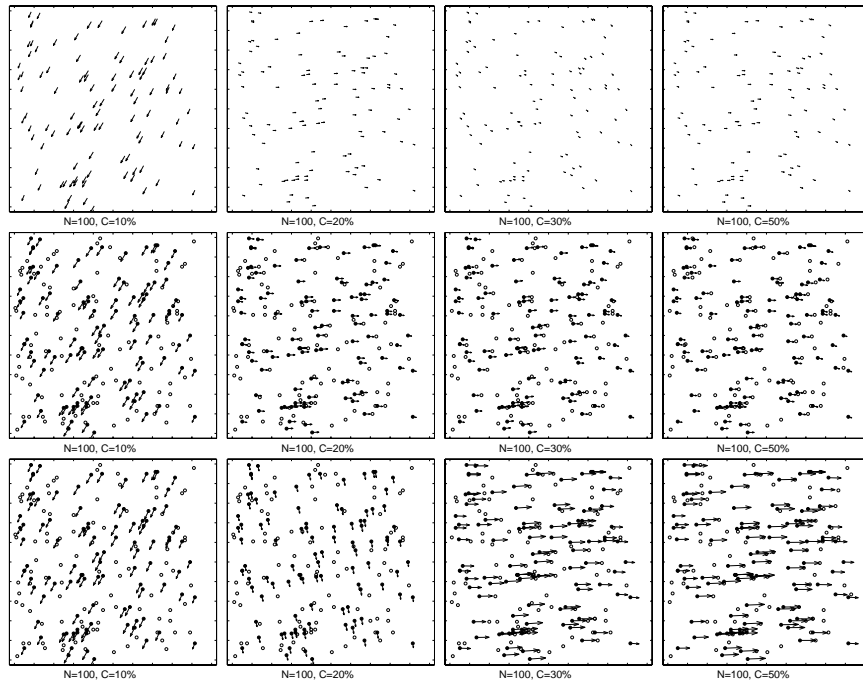 N=100, C=10%
N=100, C=20%
N=100, C=30%
N=100, C=50%
N=100, C=10%
N=100, C=20%
N=100, C=30%
N=100, C=50%
N=100, C=10%
N=100, C=20%
N=100, C=30%
N=100, C=50%